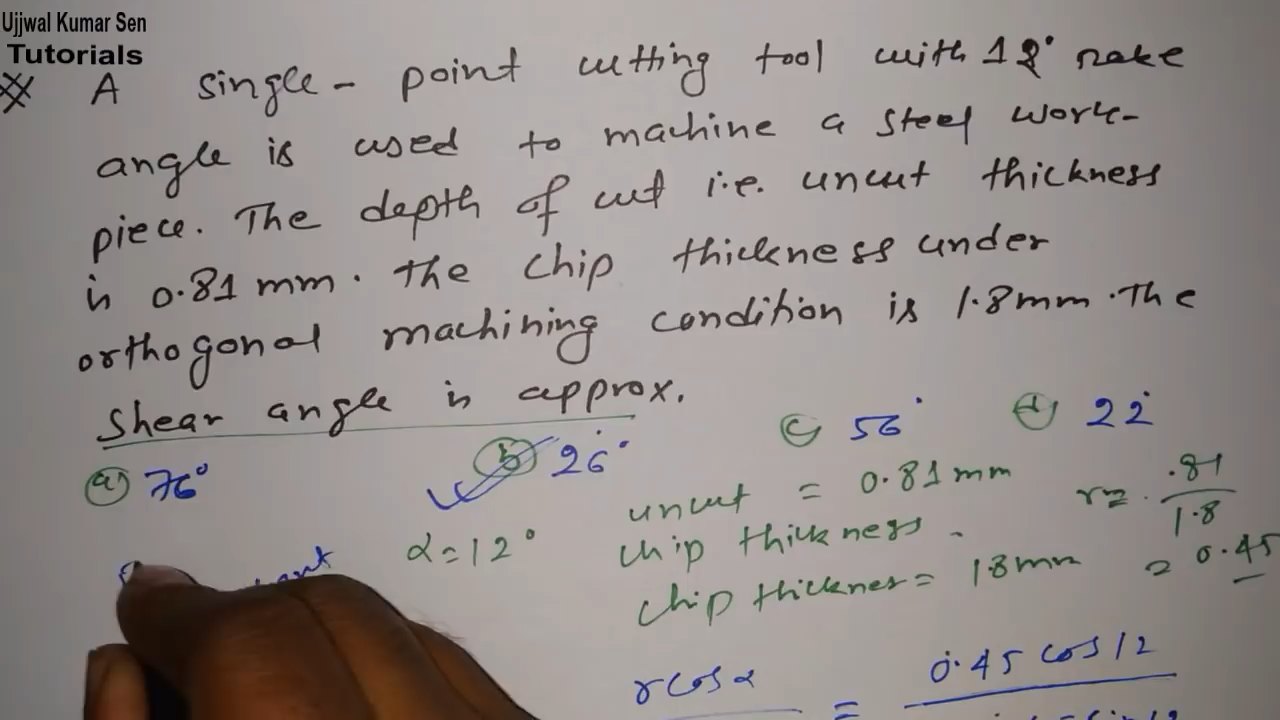 Ujjwal Kumar Sen
Tutorials
A single-point cutting tool with 12° rake
angle is used to machine a steel work-
piece. The depth of cut i.e. uncut thickness
is 0.81 mm. The chip thickness under
orthogonal machining condition is 1.8mm. The
shear angle is approx.
(a) 76° (b) 26° (c) 56° (d) 22°
α = 12°
uncut = 0.81 mm
chip thickness
chip thickness = 1.8mm
r = .81
1.8
= 0.45
rcosα = 0.45 cos12